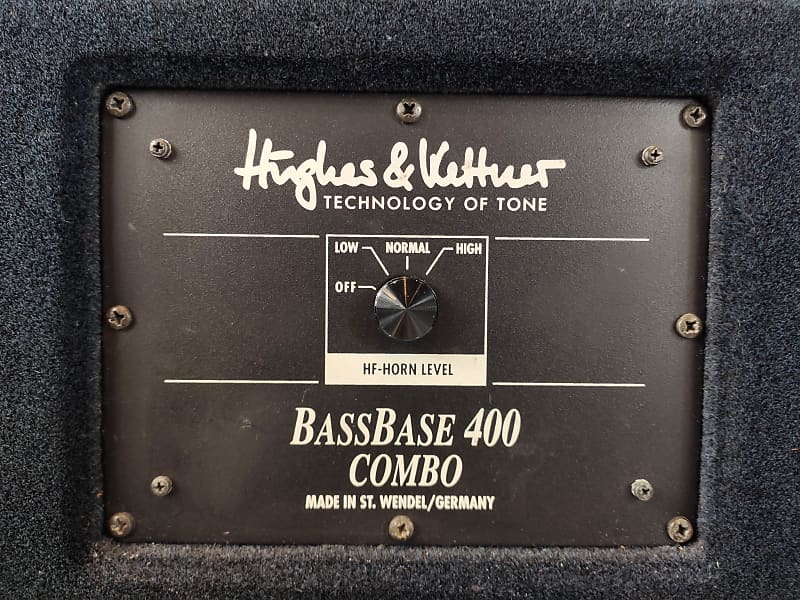 Hughes & Kettner
TECHNOLOGY OF TONE
LOW NORMAL HIGH
OFF
HF-HORN LEVEL
BASSBASE 400
COMBO
MADE IN ST. WENDEL/GERMANY